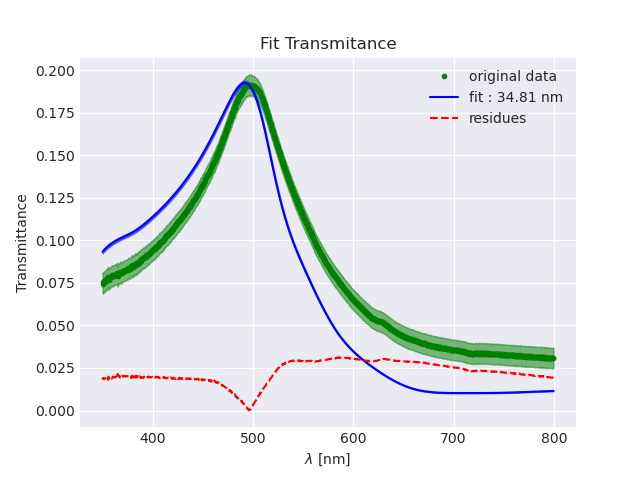 Fit Transmitance
Transmittance
0.200
0.175
0.150
0.125
0.100
0.075
0.050
0.025
0.000
original data
fit : 34.81 nm
residues
400 500 600 700 800
λ [nm]